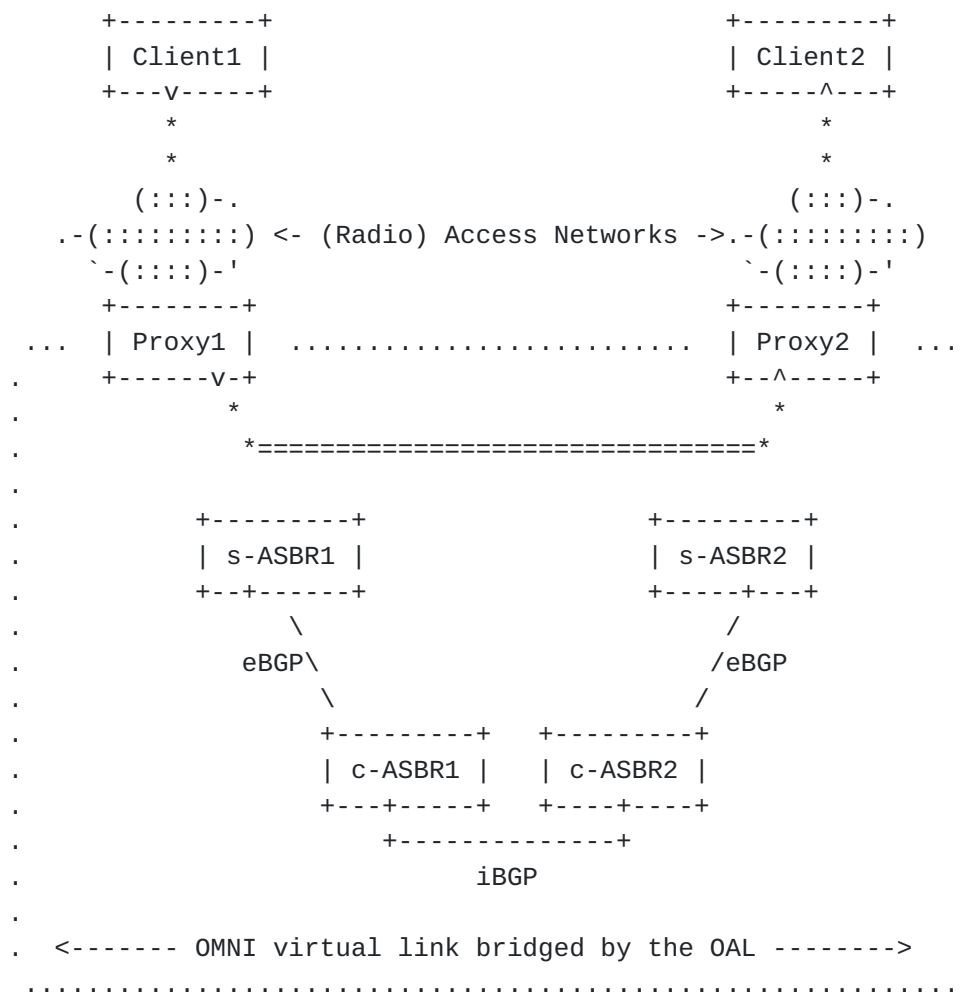 Client1 Client2
<- (Radio) Access Networks ->
Proxy1 Proxy2
s-ASBR1 s-ASBR2
eBGP eBGP
c-ASBR1 c-ASBR2
iBGP
<------- OMNI virtual link bridged by the OAL -------->